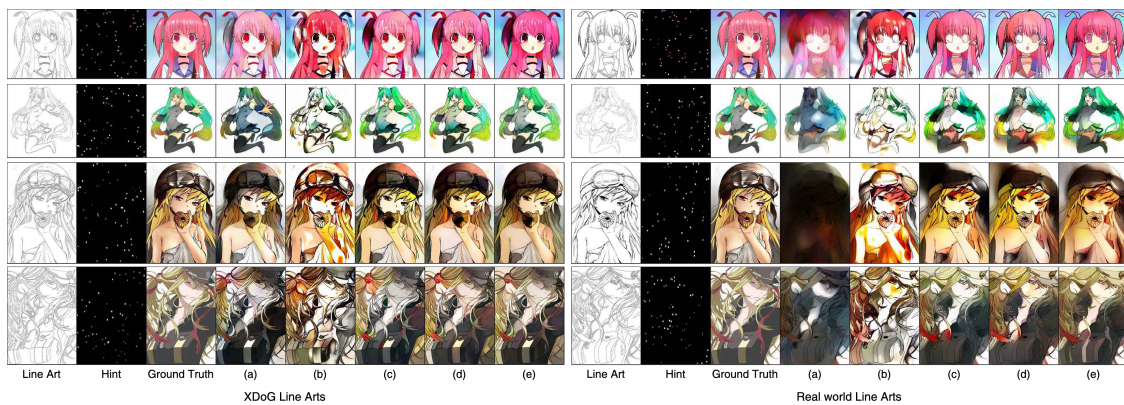 Line Art Hint Ground Truth (a) (b) (c) (d) (e) Line Art Hint Ground Truth (a) (b) (c) (d) (e)
XDoG Line Arts Real world Line Arts